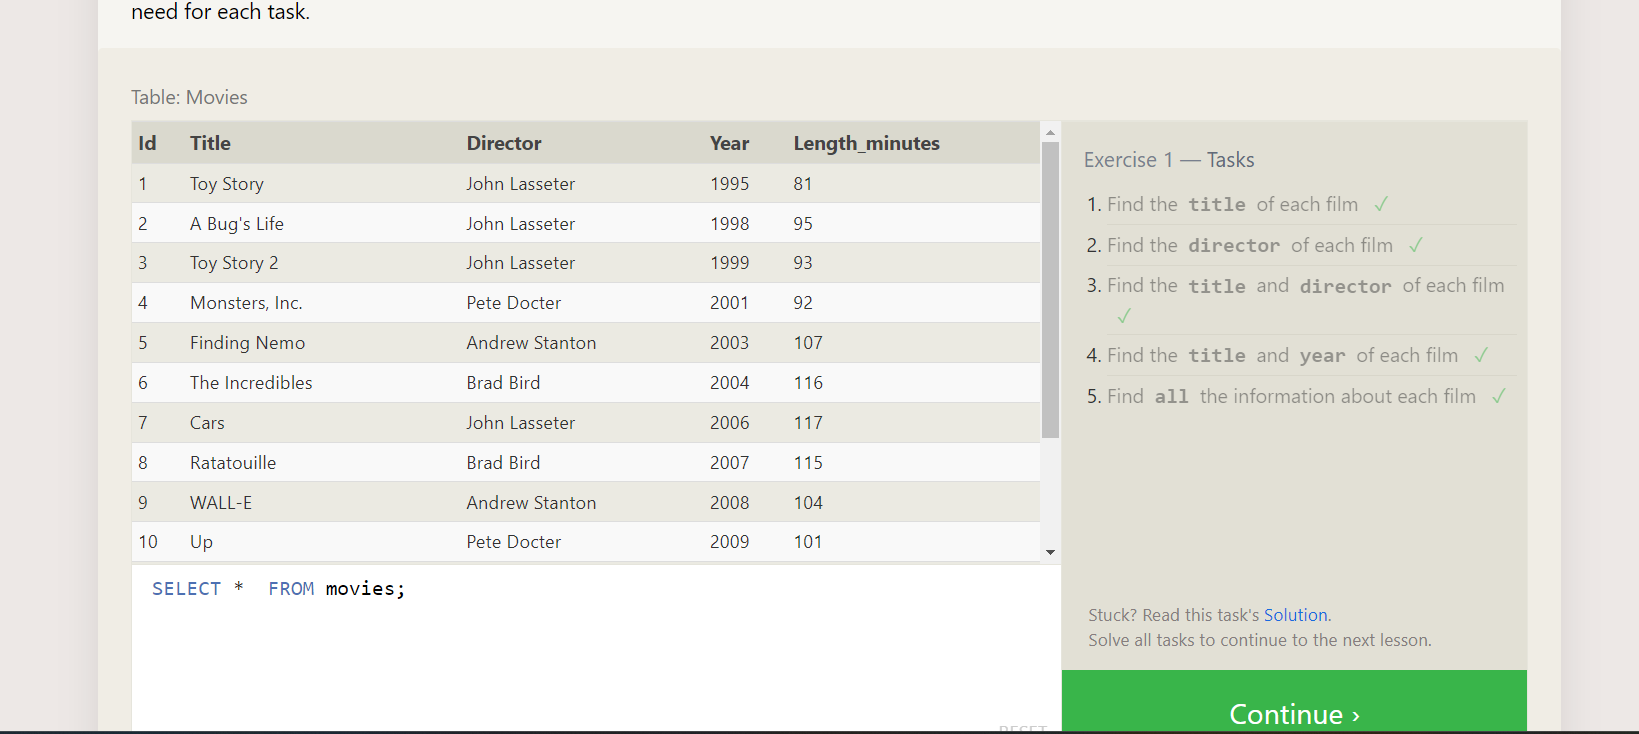 need for each task.
Table: Movies
Id Title Director Year Length_minutes
1 Toy Story John Lasseter 1995 81
2 A Bug's Life John Lasseter 1998 95
3 Toy Story 2 John Lasseter 1999 93
4 Monsters, Inc. Pete Docter 2001 92
5 Finding Nemo Andrew Stanton 2003 107
6 The Incredibles Brad Bird 2004 116
7 Cars John Lasseter 2006 117
8 Ratatouille Brad Bird 2007 115
9 WALL-E Andrew Stanton 2008 104
10 Up Pete Docter 2009 101
SELECT * FROM movies;
RESET
Exercise 1 — Tasks
1. Find the title of each film ✓
2. Find the director of each film ✓
3. Find the title and director of each film
✓
4. Find the title and year of each film ✓
5. Find all the information about each film ✓
Stuck? Read this task's Solution.
Solve all tasks to continue to the next lesson.
Continue ›